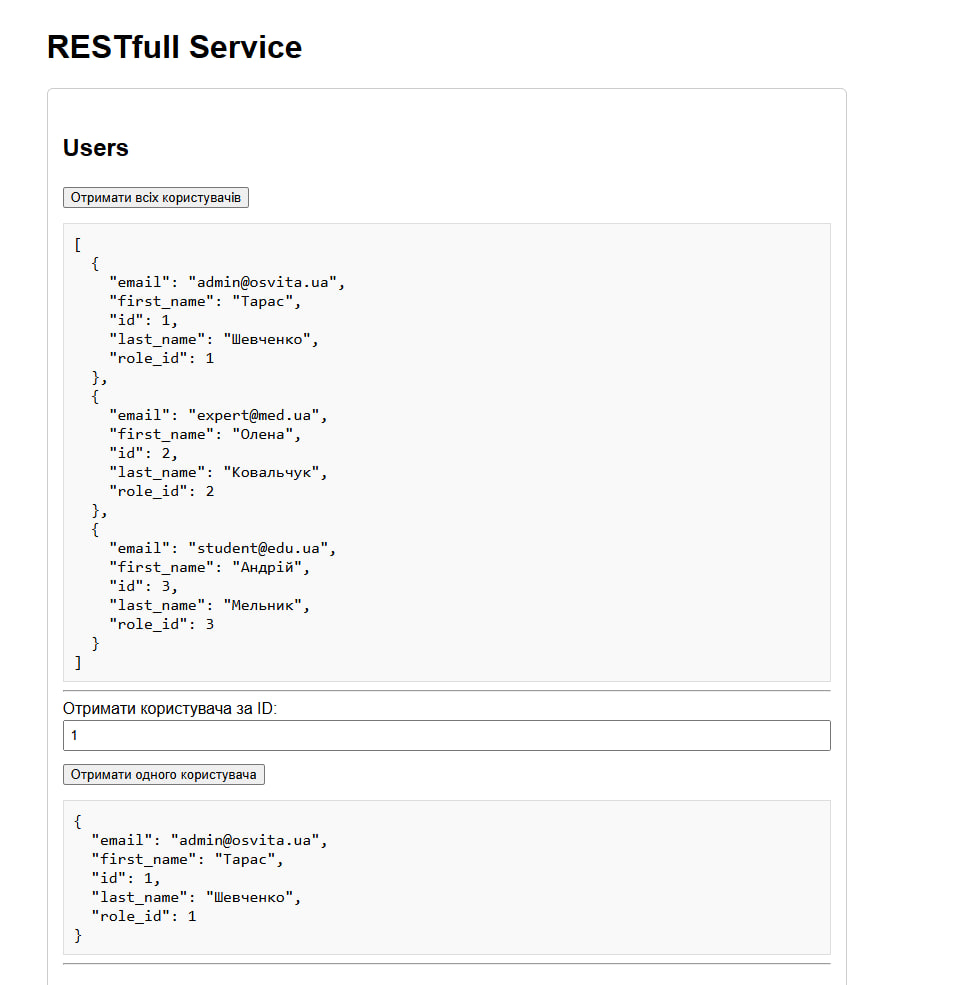 RESTfull Service
Users
Отримати всіх користувачів
[
  {
    "email": "admin@osvita.ua",
    "first_name": "Тарас",
    "id": 1,
    "last_name": "Шевченко",
    "role_id": 1
  },
  {
    "email": "expert@med.ua",
    "first_name": "Олена",
    "id": 2,
    "last_name": "Ковальчук",
    "role_id": 2
  },
  {
    "email": "student@edu.ua",
    "first_name": "Андрій",
    "id": 3,
    "last_name": "Мельник",
    "role_id": 3
  }
]
Отримати користувача за ID:
1
Отримати одного користувача
{
  "email": "admin@osvita.ua",
  "first_name": "Тарас",
  "id": 1,
  "last_name": "Шевченко",
  "role_id": 1
}